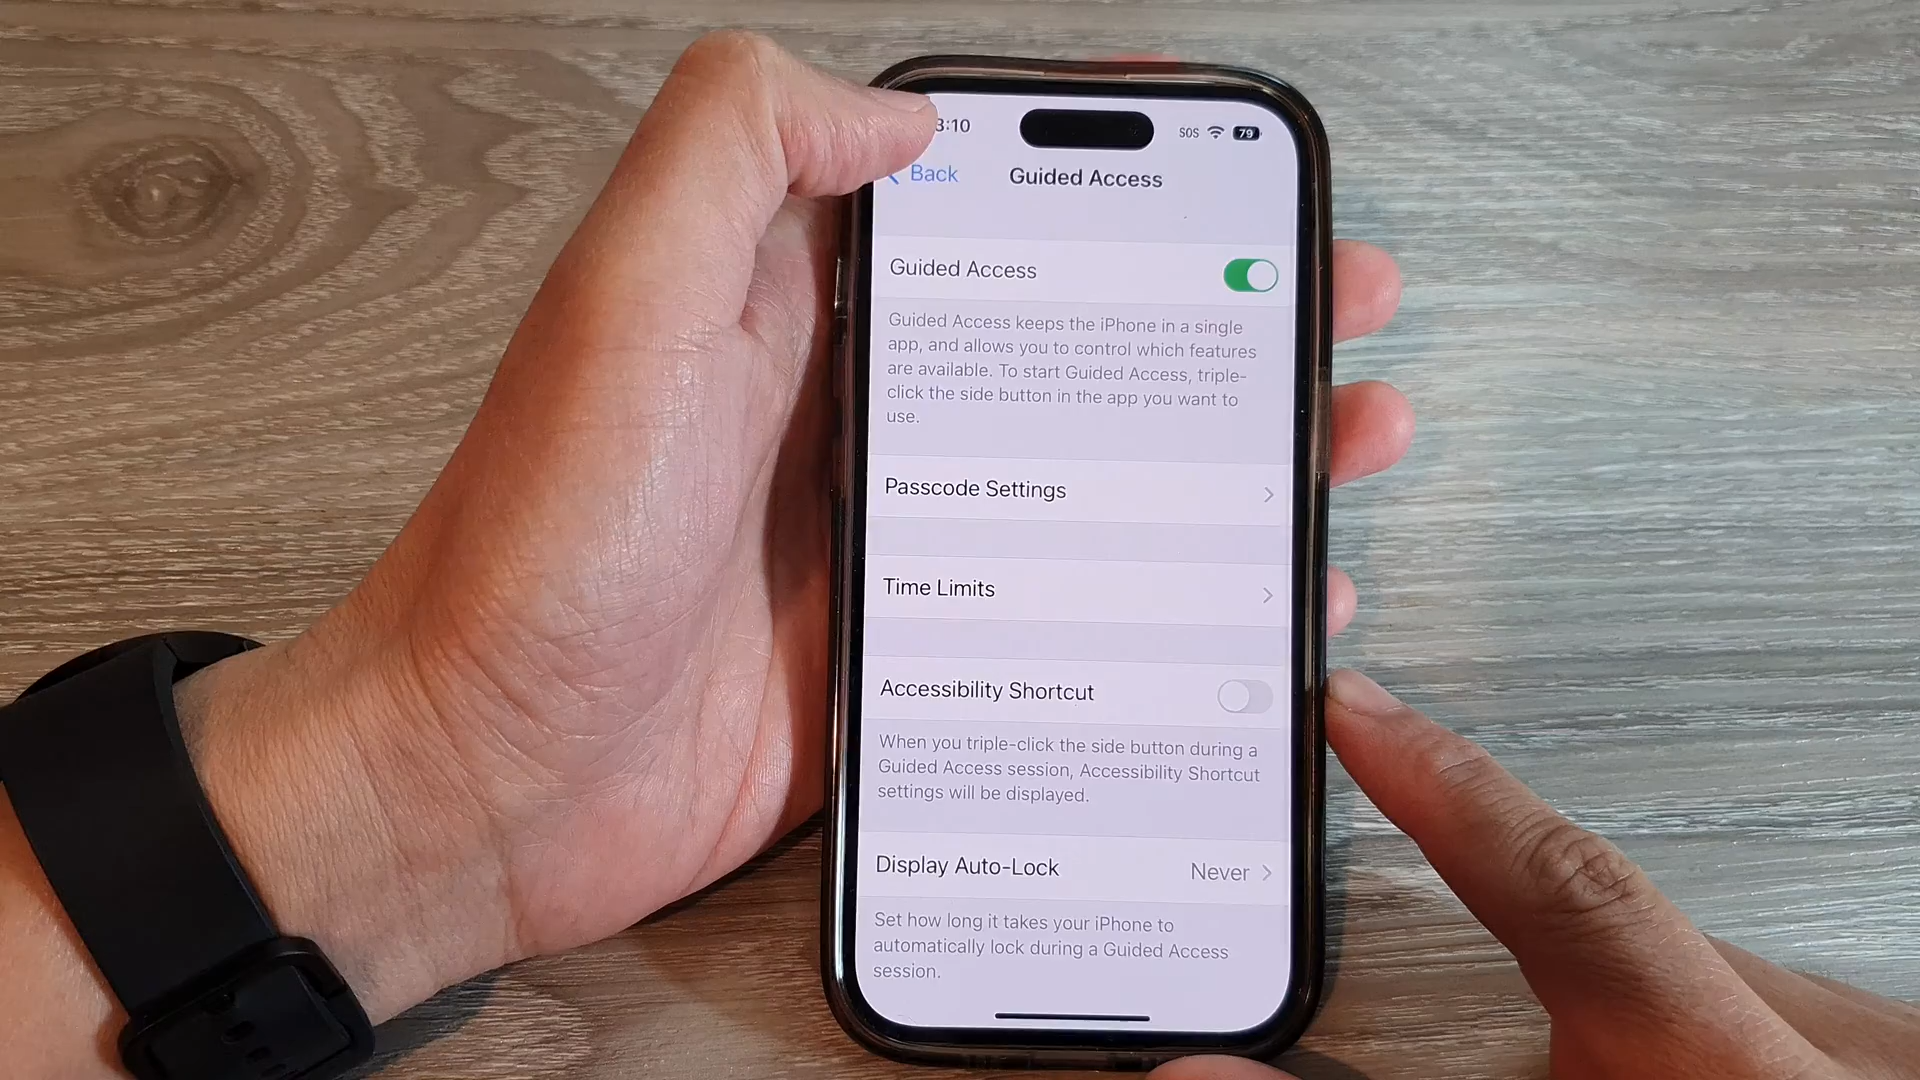 3:10 SOS 79
Back Guided Access
Guided Access
Guided Access keeps the iPhone in a single
app, and allows you to control which features
are available. To start Guided Access, triple-
click the side button in the app you want to
use.
Passcode Settings
Time Limits
Accessibility Shortcut
When you triple-click the side button during a
Guided Access session, Accessibility Shortcut
settings will be displayed.
Display Auto-Lock Never
Set how long it takes your iPhone to
automatically lock during a Guided Access
session.